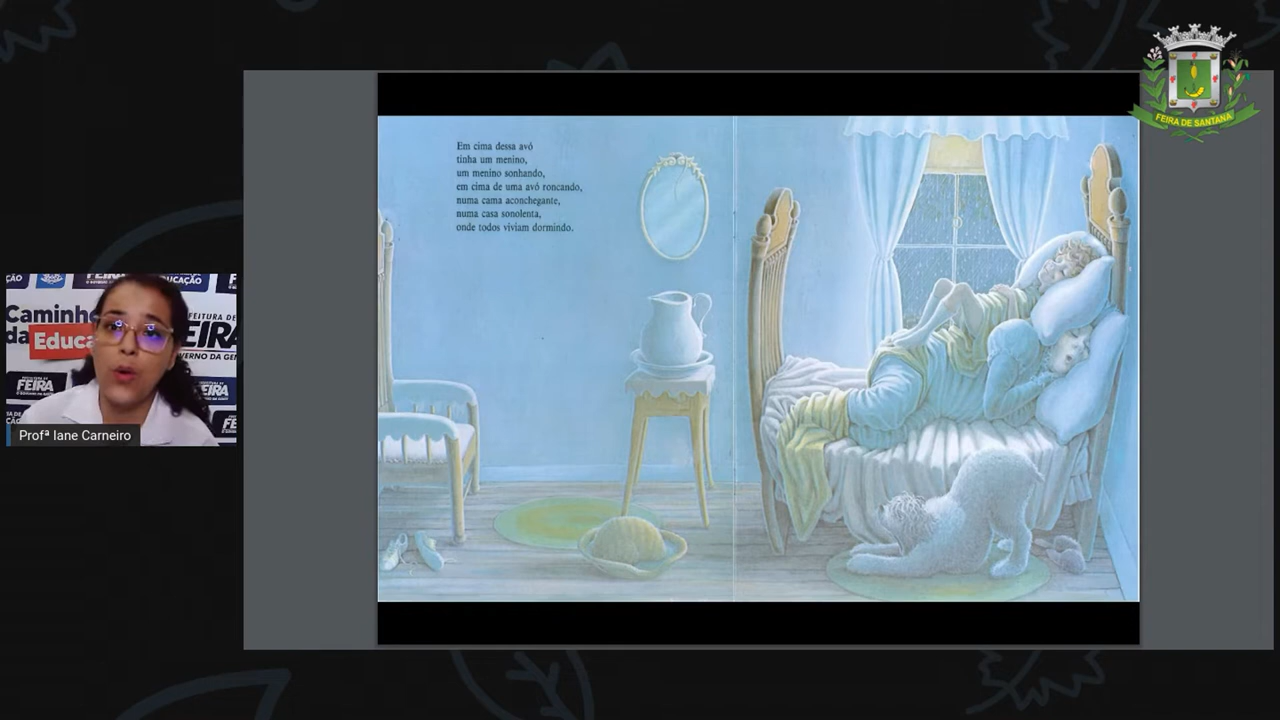 FEIRA DE SANTANA
Em cima dessa avó
tinha um menino,
um menino sonhando,
em cima de uma avó roncando,
numa cama aconchegante,
numa casa sonolenta,
onde todos viviam dormindo.
Caminho
da Educa
FEIRA
Profª Iane Carneiro